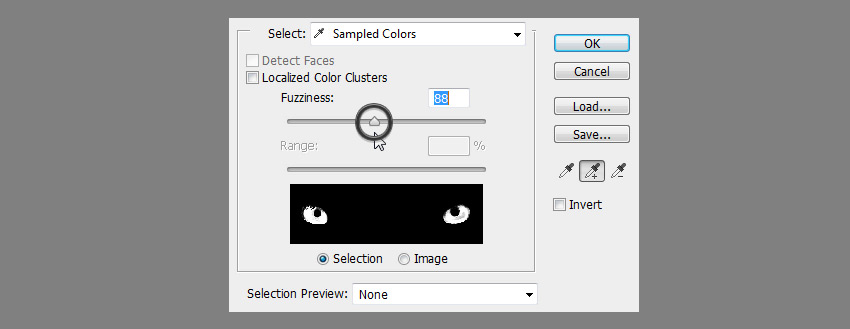 Select: Sampled Colors
Detect Faces
Localized Color Clusters
Fuzziness: 88
Range: %
Selection Image
Selection Preview: None
OK
Cancel
Load...
Save...
Invert